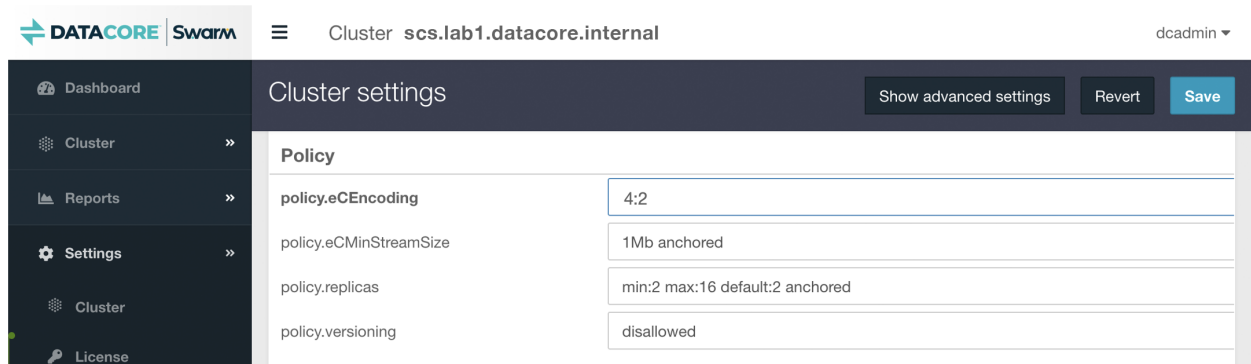 DATACORE Swarm
Cluster scs.lab1.datacore.internal
dcadmin
Dashboard
Cluster
Reports
Settings
Cluster
License
Cluster settings
Show advanced settings
Revert
Save
Policy
policy.eCEncoding 4:2
policy.eCMinStreamSize 1Mb anchored
policy.replicas min:2 max:16 default:2 anchored
policy.versioning disallowed